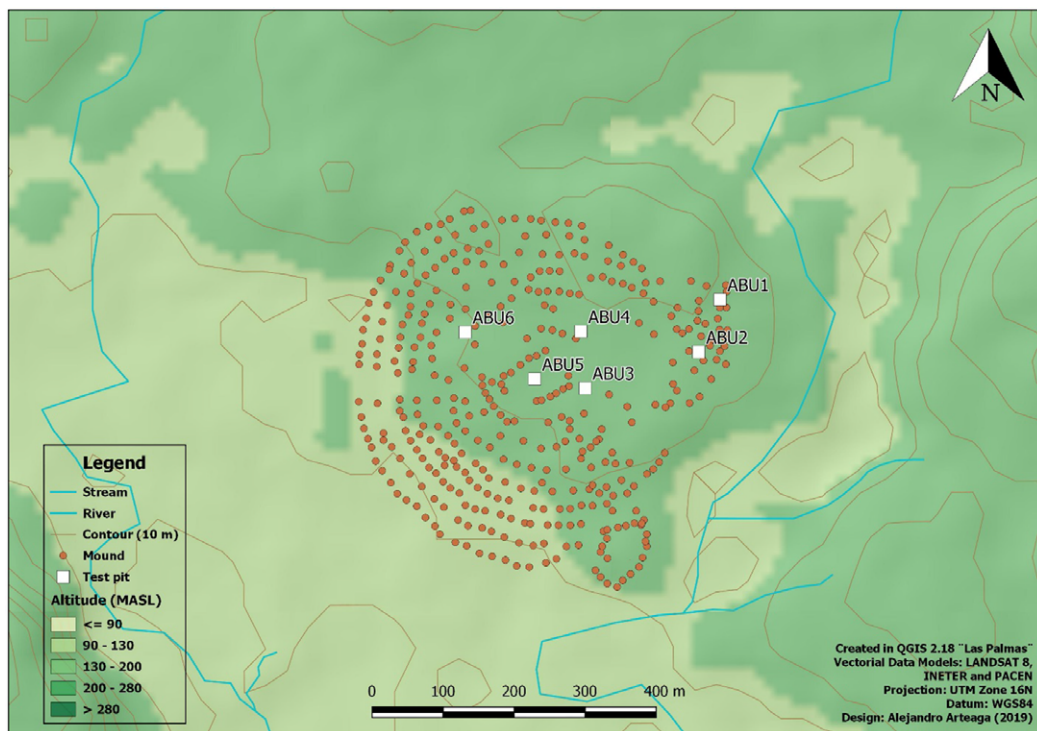 N
ABU1
ABU6
ABU4
ABU2
ABU5
ABU3
Legend
Stream
River
Contour (10 m)
Mound
Test pit
Altitude (MASL)
<= 90
90 - 130
130 - 200
200 - 280
> 280
0 100 200 400 m
Created in QGIS 2.18 ¨Las Palmas¨
Vectorial Data Models: LANDSAT 8,
INETER and PACEN
Projection: UTM Zone 16N
Datum: WGS84
Design: Alejandro Arteaga (2019)